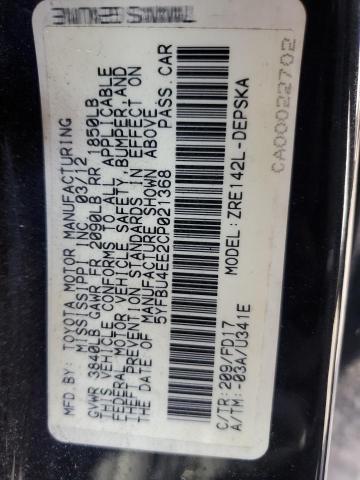 MFD. BY:
TOYOTA MOTOR MANUFACTURING
MISSISSIPPI INC 03/12
GVWR 3840LB GAWR FR 2090LB RR 1850LB
THIS VEHICLE CONFORMS TO ALL APPLICABLE
FEDERAL MOTOR VEHICLE SAFETY, BUMPER, AND
THEFT PREVENTION STANDARDS IN EFFECT ON
THE DATE OF MANUFACTURE SHOWN ABOVE
5YFBU4EE2CP021368 PASS. CAR
C/TR: 209/FD17 MODEL: ZRE142L-DEPSKA
A/TM: -03A/U341E
CA000022702